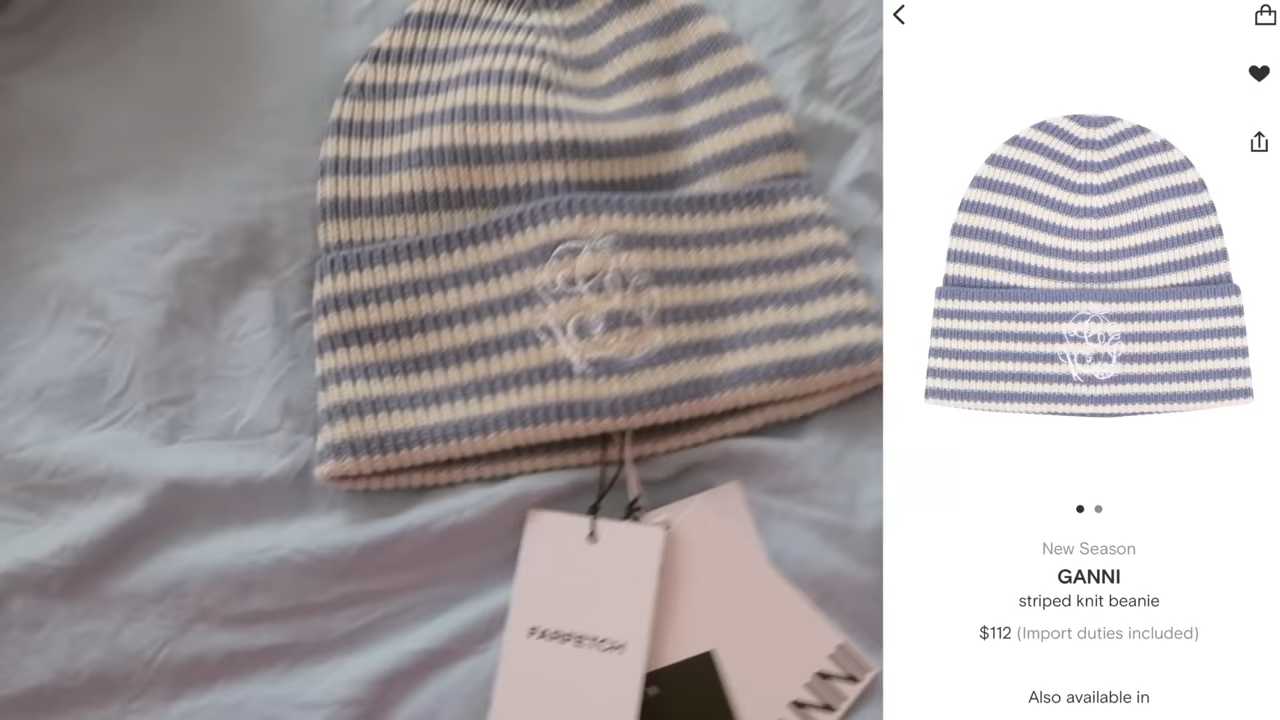 FARFETCH
New Season
GANNI
striped knit beanie
$112 (Import duties included)
Also available in